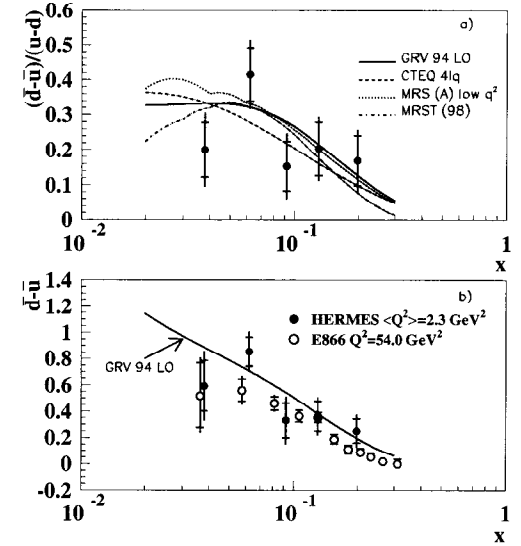 (d̄-ū)/(u-d)
a)
0.6
0.5
0.4
0.3
0.2
0.1
0
GRV 94 LO
CTEQ 4lq
MRS (A) low q²
MRST (98)
10⁻²
10⁻¹
x
d̄-ū
b)
1.4
1.2
1
0.8
0.6
0.4
0.2
0
-0.2
HERMES <Q²>=2.3 GeV²
E866 Q²=54.0 GeV²
GRV 94 LO
10⁻²
10⁻¹
x